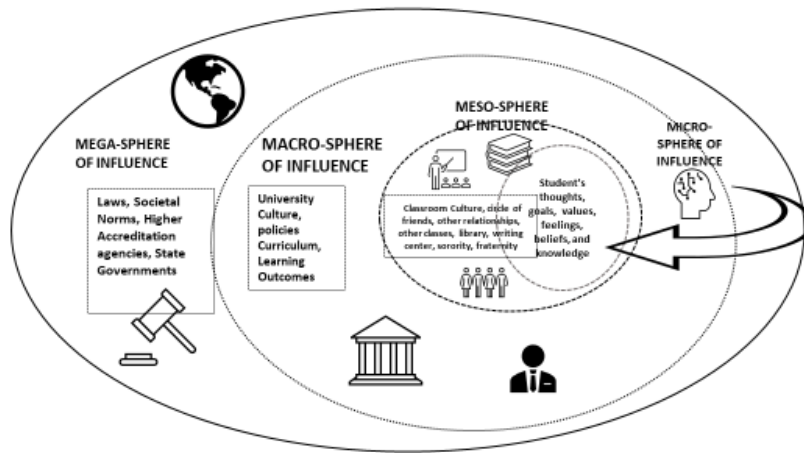 MEGA-SPHERE
OF INFLUENCE
Laws, Societal
Norms, Higher
Accreditation
agencies, State
Governments
MACRO-SPHERE
OF INFLUENCE
University
Culture,
policies
Curriculum,
Learning
Outcomes
MESO-SPHERE
OF INFLUENCE
Classroom Culture, circle of
friends, other relationships,
other classes, library, writing
center, sorority, fraternity
Student's
thoughts,
goals, values,
feelings,
beliefs, and
knowledge
MICRO-
SPHERE OF
INFLUENCE